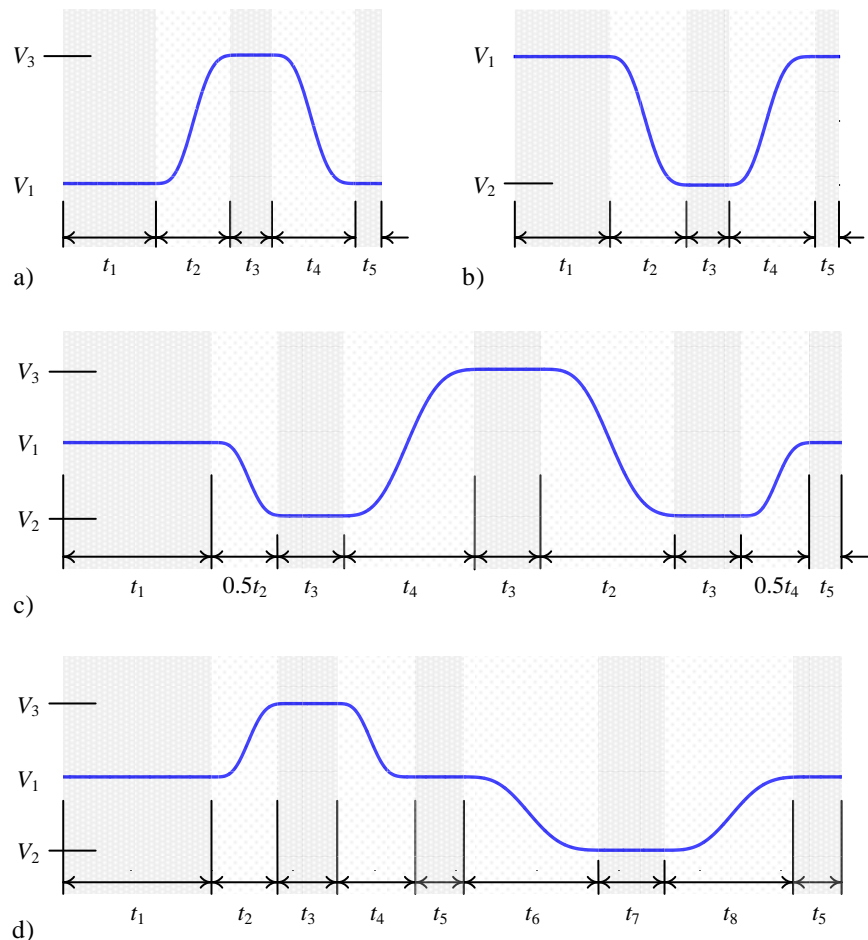 V3
V1
t1 t2 t3 t4 t5
a)
V1
V2
t1 t2 t3 t4 t5
b)
V3
V1
V2
t1 0.5t2 t3 t4 t3 t2 t3 0.5t4 t5
c)
V3
V1
V2
t1 t2 t3 t4 t5 t6 t7 t8 t5
d)